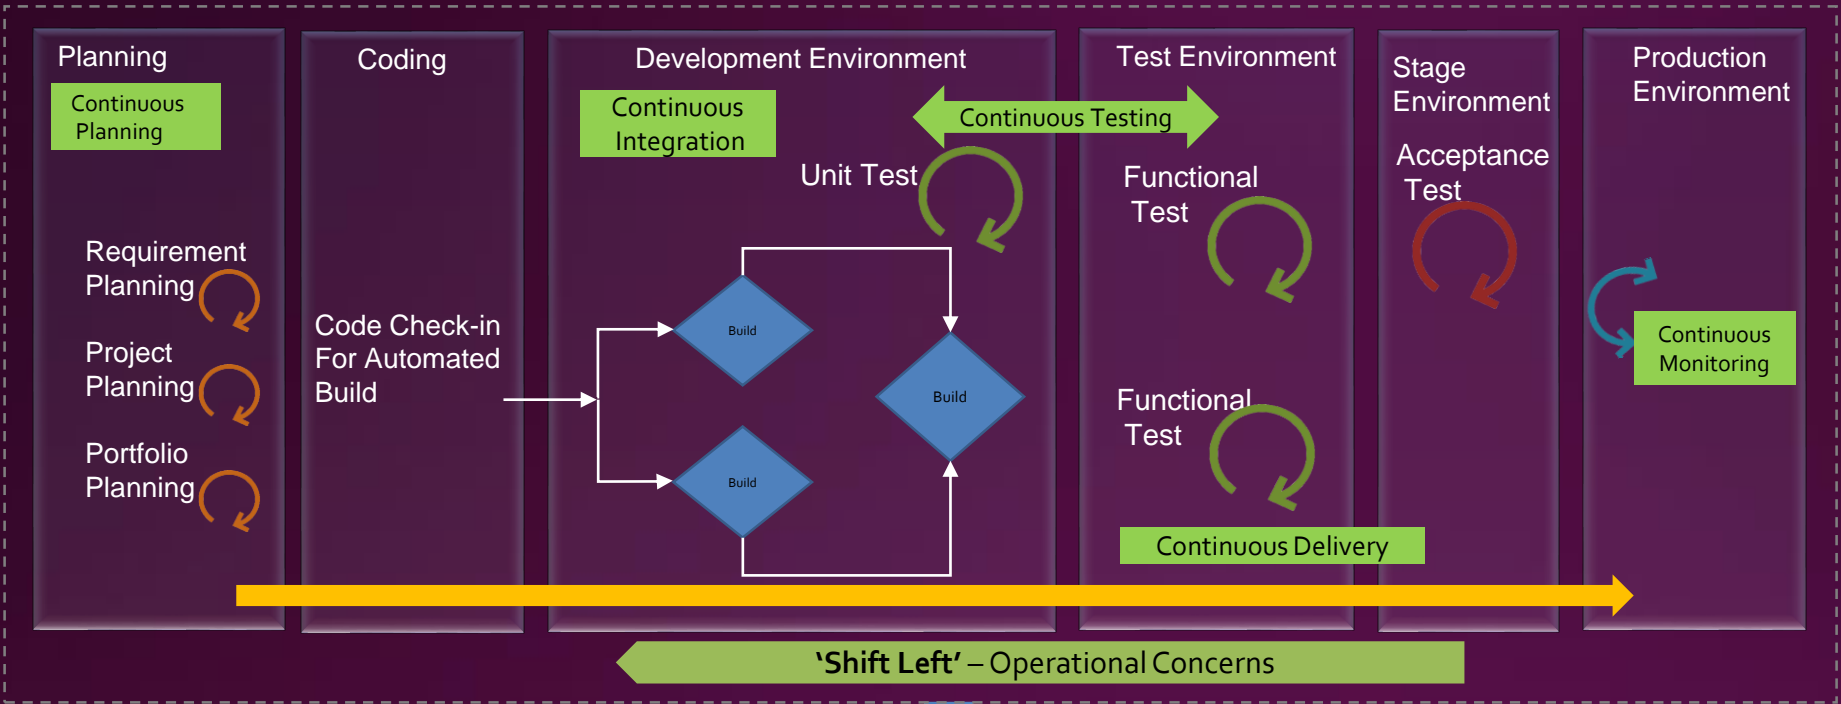 Planning
Continuous
Planning
Requirement
Planning
Project
Planning
Portfolio
Planning
Coding
Code Check-in
For Automated
Build
Development Environment
Continuous
Integration
Continuous Testing
Unit Test
Build
Build
Build
Test Environment
Functional
Test
Functional
Test
Continuous Delivery
Stage
Environment
Acceptance
Test
Production
Environment
Continuous
Monitoring
‘Shift Left’ – Operational Concerns